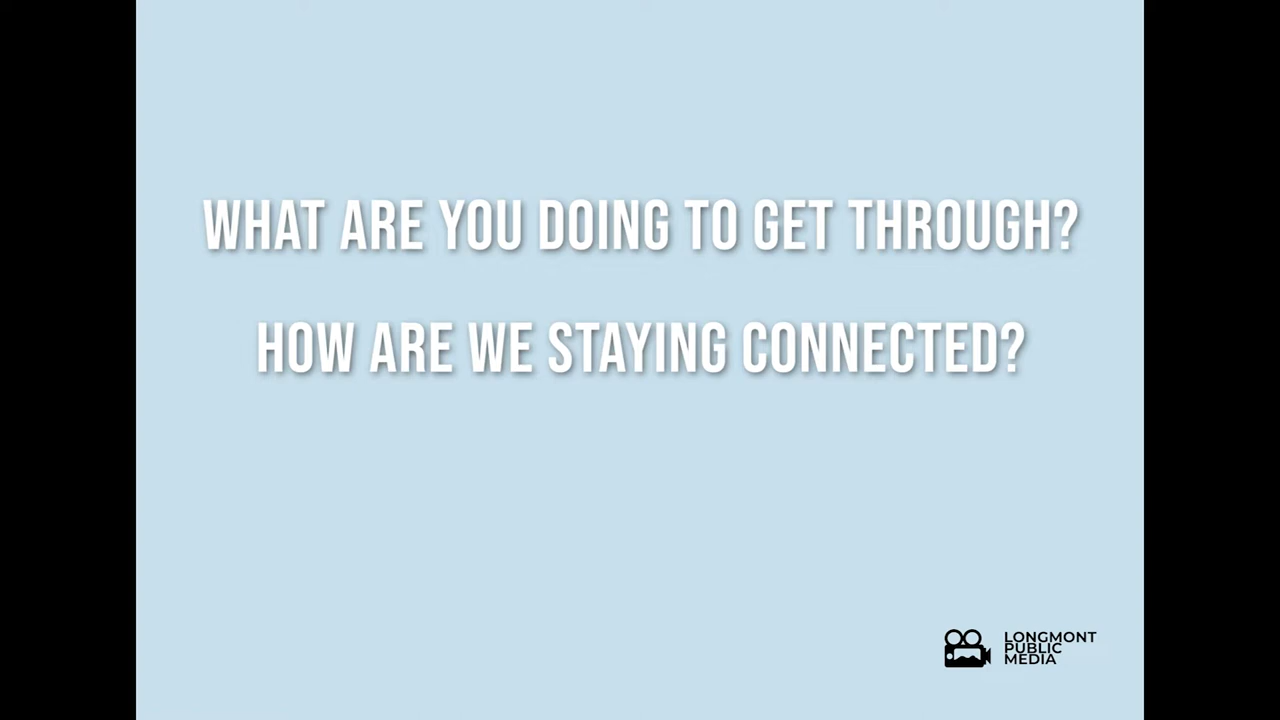 WHAT ARE YOU DOING TO GET THROUGH?
HOW ARE WE STAYING CONNECTED?
LONGMONT
PUBLIC
MEDIA